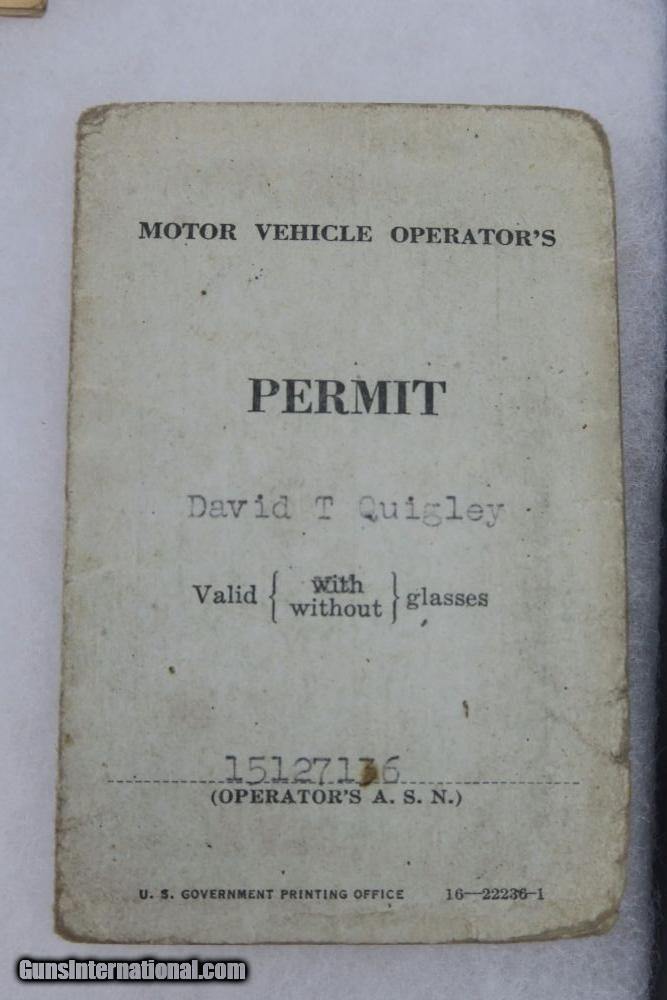 MOTOR VEHICLE OPERATOR'S
PERMIT
David T Quigley
Valid { with
without } glasses
15127136
(OPERATOR'S A. S. N.)
U. S. GOVERNMENT PRINTING OFFICE 16—22236-1
GunsInternational.com